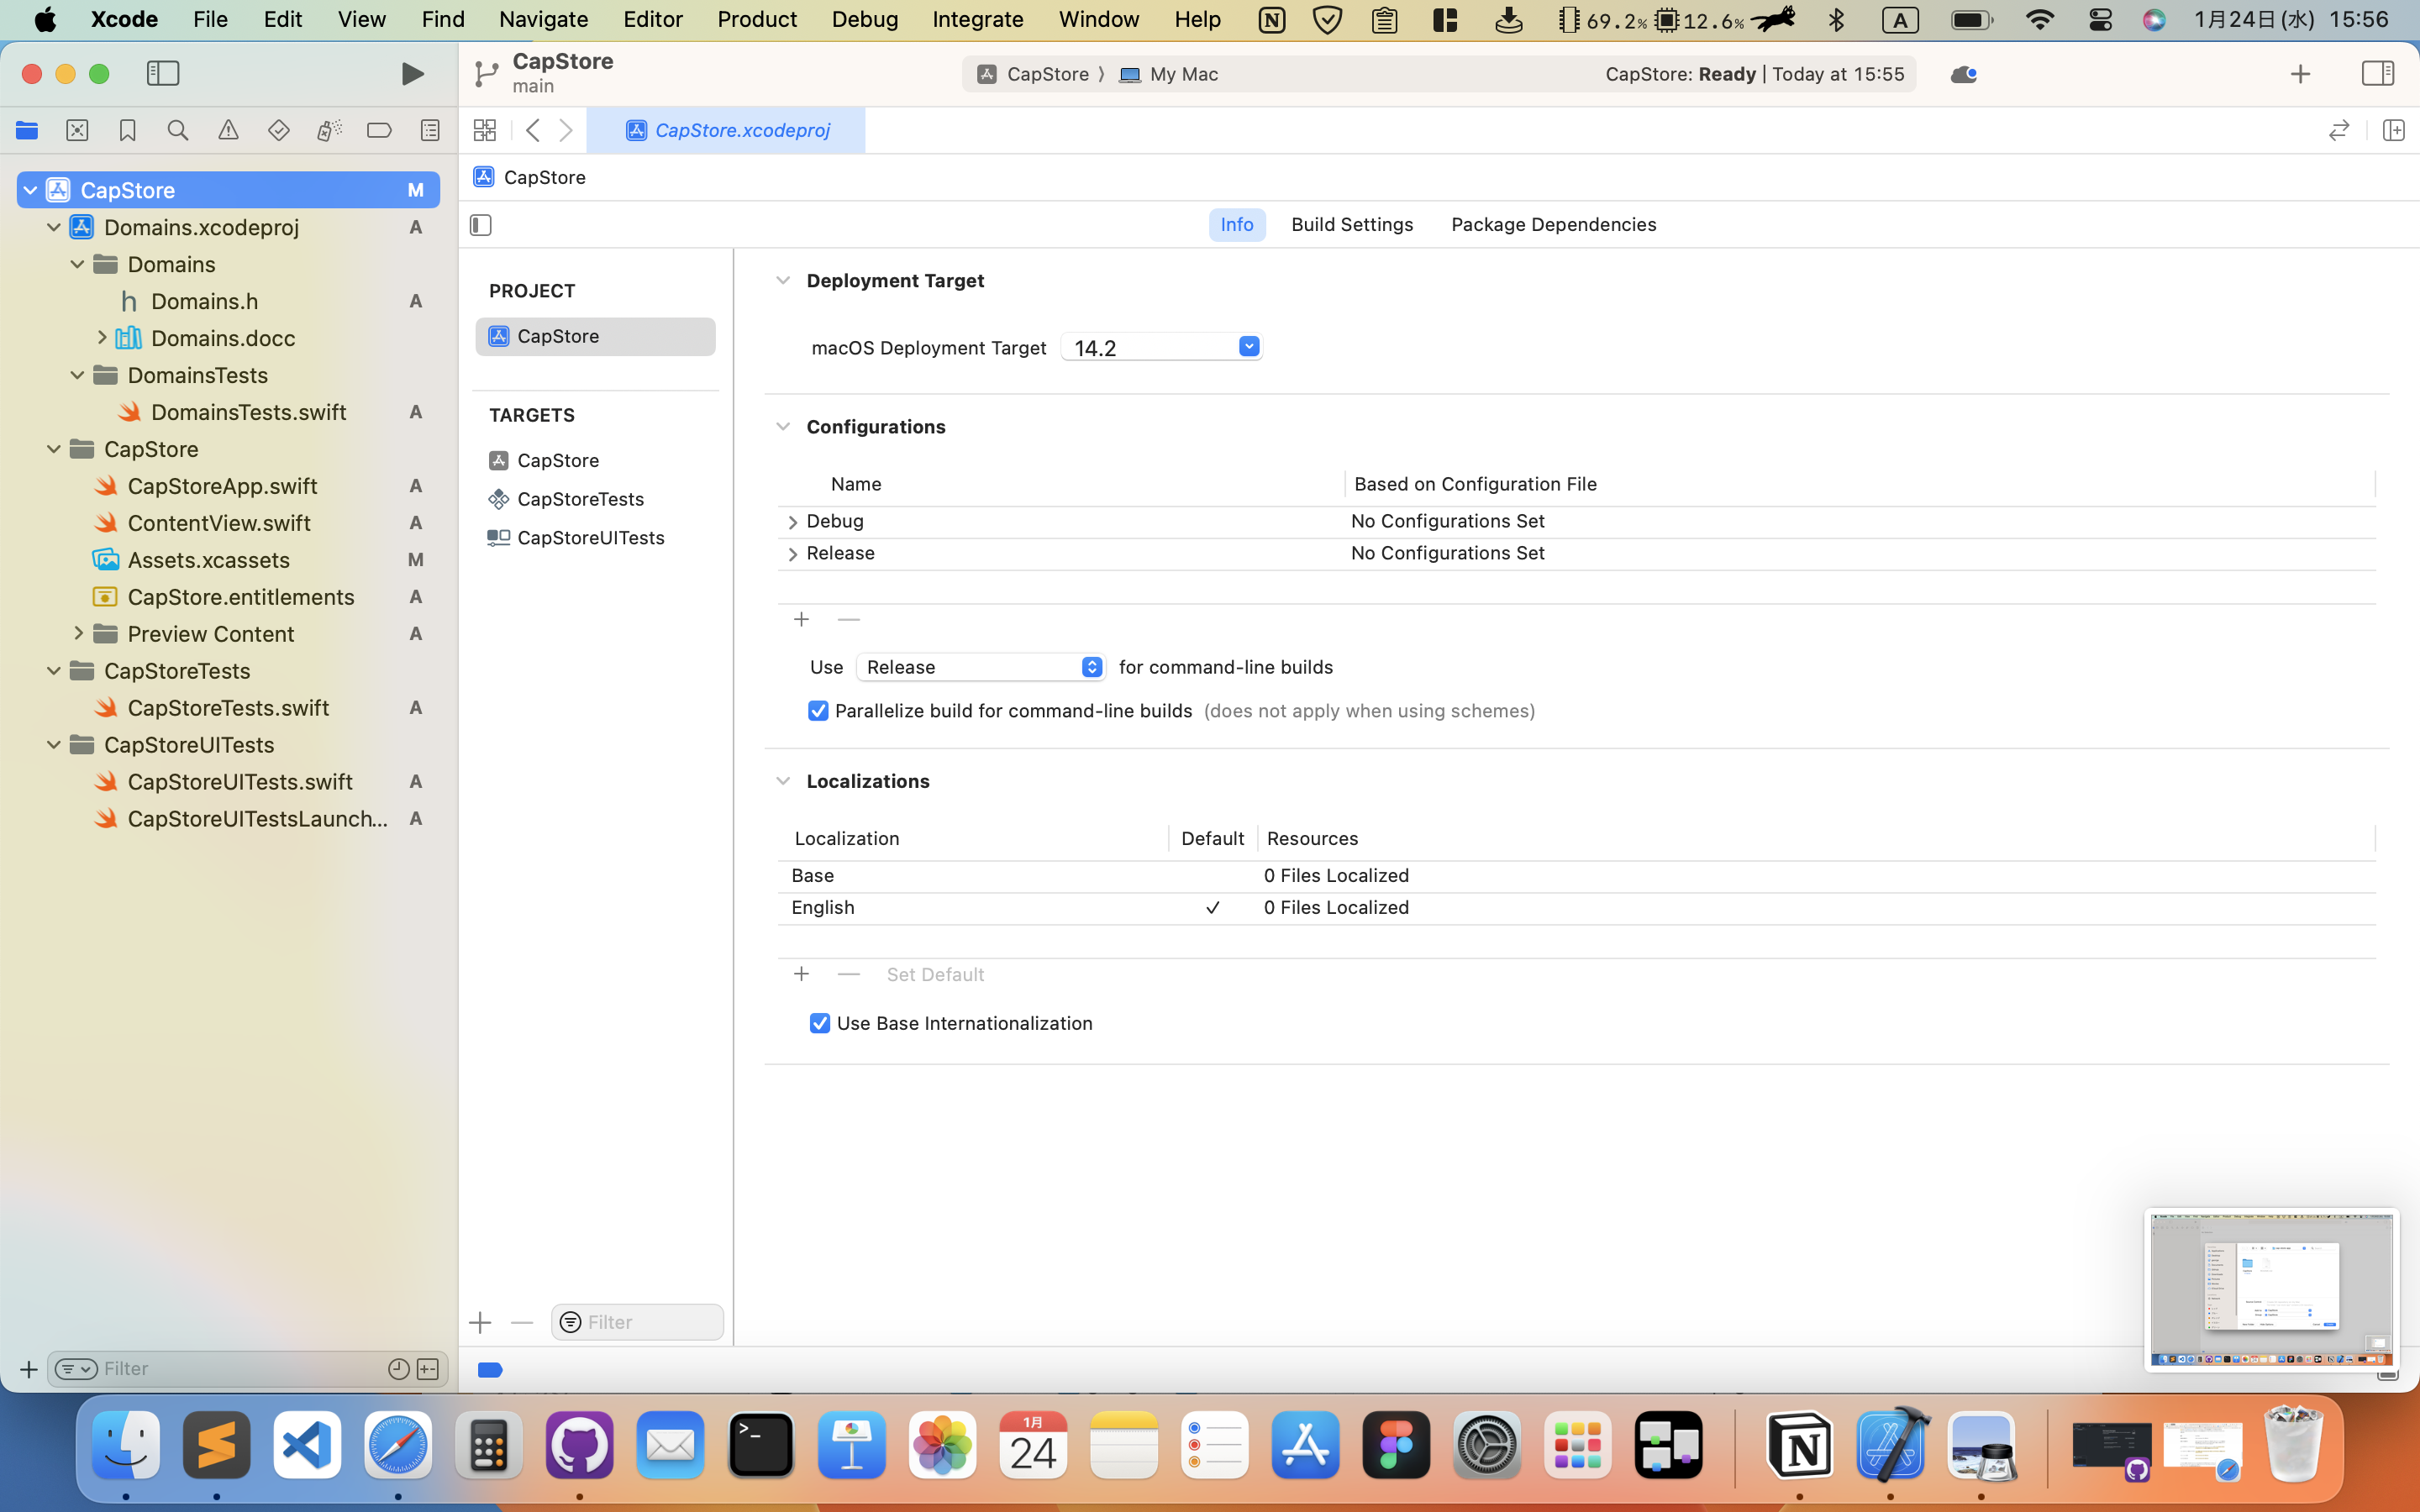 Xcode File Edit View Find Navigate Editor Product Debug Integrate Window Help 69.2% 12.6% A 1月24日(水) 15:56
CapStore
main
CapStore 〉 My Mac
CapStore: Ready | Today at 15:55
CapStore.xcodeproj
CapStore M
Domains.xcodeproj A
Domains
Domains.h A
Domains.docc
DomainsTests
DomainsTests.swift A
CapStore
CapStoreApp.swift A
ContentView.swift A
Assets.xcassets M
CapStore.entitlements A
Preview Content A
CapStoreTests
CapStoreTests.swift A
CapStoreUITests
CapStoreUITests.swift A
CapStoreUITestsLaunch... A
Filter
CapStore
Info Build Settings Package Dependencies
PROJECT
CapStore
TARGETS
CapStore
CapStoreTests
CapStoreUITests
Filter
Deployment Target
macOS Deployment Target 14.2
Configurations
Name Based on Configuration File
Debug No Configurations Set
Release No Configurations Set
Use Release for command-line builds
Parallelize build for command-line builds (does not apply when using schemes)
Localizations
Localization Default Resources
Base 0 Files Localized
English ✓ 0 Files Localized
Set Default
Use Base Internationalization
1月
24